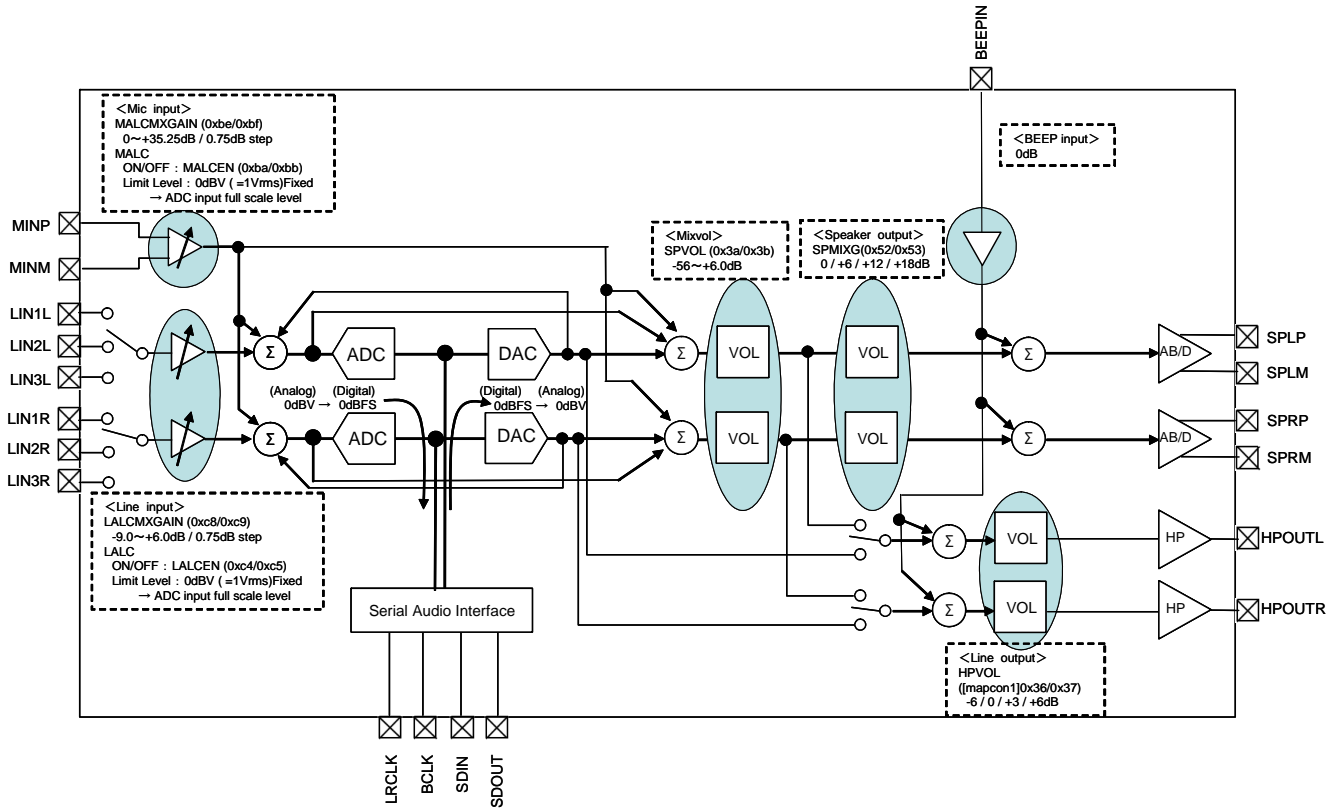 BEEPIN
＜Mic input＞
MALCMXGAIN (0xbe/0xbf)
0～+35.25dB / 0.75dB step
MALC
ON/OFF : MALCEN (0xba/0xbb)
Limit Level : 0dBV ( =1Vrms)Fixed
→ ADC input full scale level
＜BEEP input＞
0dB
MINP
MINM
＜Mixvol＞
SPVOL (0x3a/0x3b)
-56～+6.0dB
＜Speaker output＞
SPMIXG(0x52/0x53)
0 / +6 / +12 / +18dB
LIN1L
LIN2L
LIN3L
LIN1R
LIN2R
LIN3R
Σ
ADC
DAC
Σ
VOL
VOL
Σ
AB/D
SPLP
SPLM
(Analog) (Digital)
0dBV → 0dBFS
(Digital) (Analog)
0dBFS → 0dBV
Σ
ADC
DAC
Σ
VOL
VOL
Σ
AB/D
SPRP
SPRM
＜Line input＞
LALCMXGAIN (0xc8/0xc9)
-9.0～+6.0dB / 0.75dB step
LALC
ON/OFF : LALCEN (0xc4/0xc5)
Limit Level : 0dBV ( =1Vrms)Fixed
→ ADC input full scale level
Σ
VOL
HP
HPOUTL
Serial Audio Interface
Σ
VOL
HP
HPOUTR
＜Line output＞
HPVOL
([mapcon1]0x36/0x37)
-6 / 0 / +3 / +6dB
LRCLK
BCLK
SDIN
SDOUT